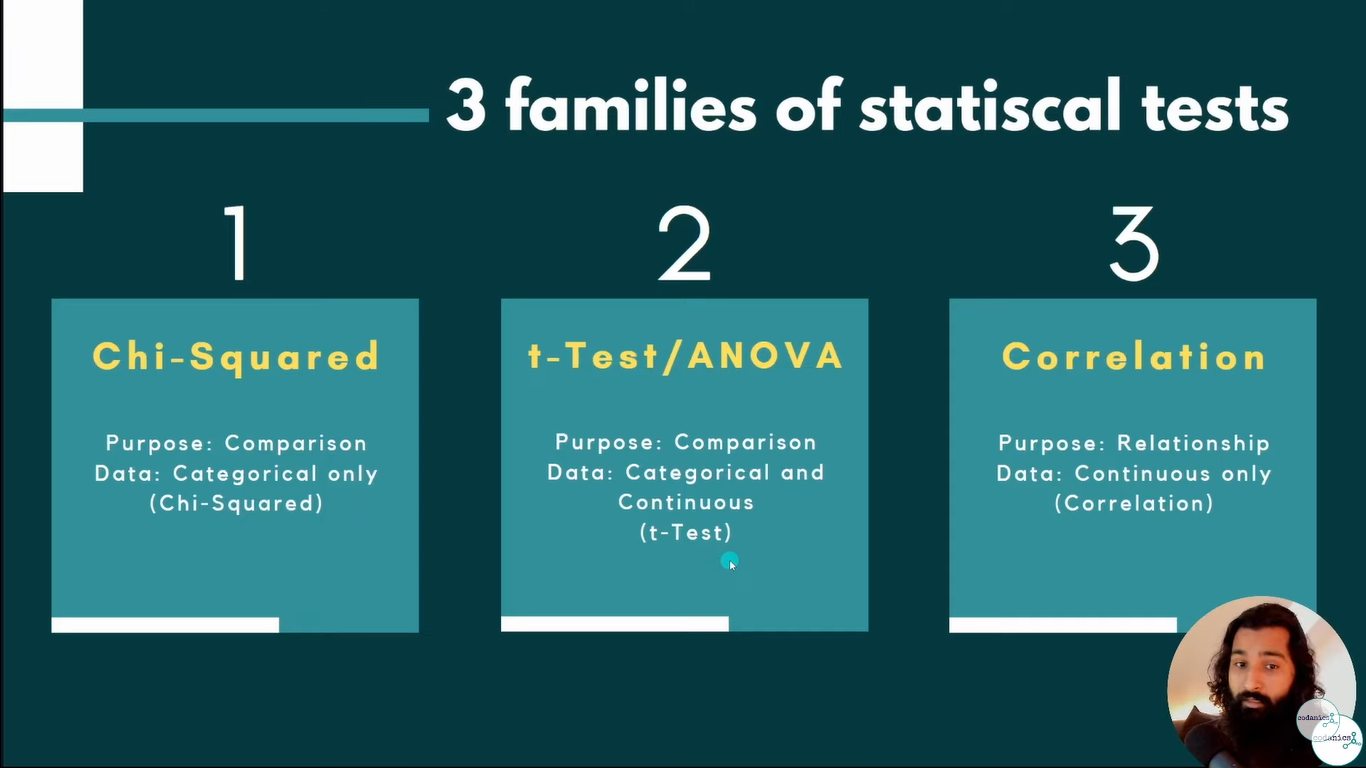 3 families of statiscal tests
1
Chi-Squared
Purpose: Comparison
Data: Categorical only
(Chi-Squared)
2
t-Test/ANOVA
Purpose: Comparison
Data: Categorical and
Continuous
(t-Test)
3
Correlation
Purpose: Relationship
Data: Continuous only
(Correlation)
codanics
codanics